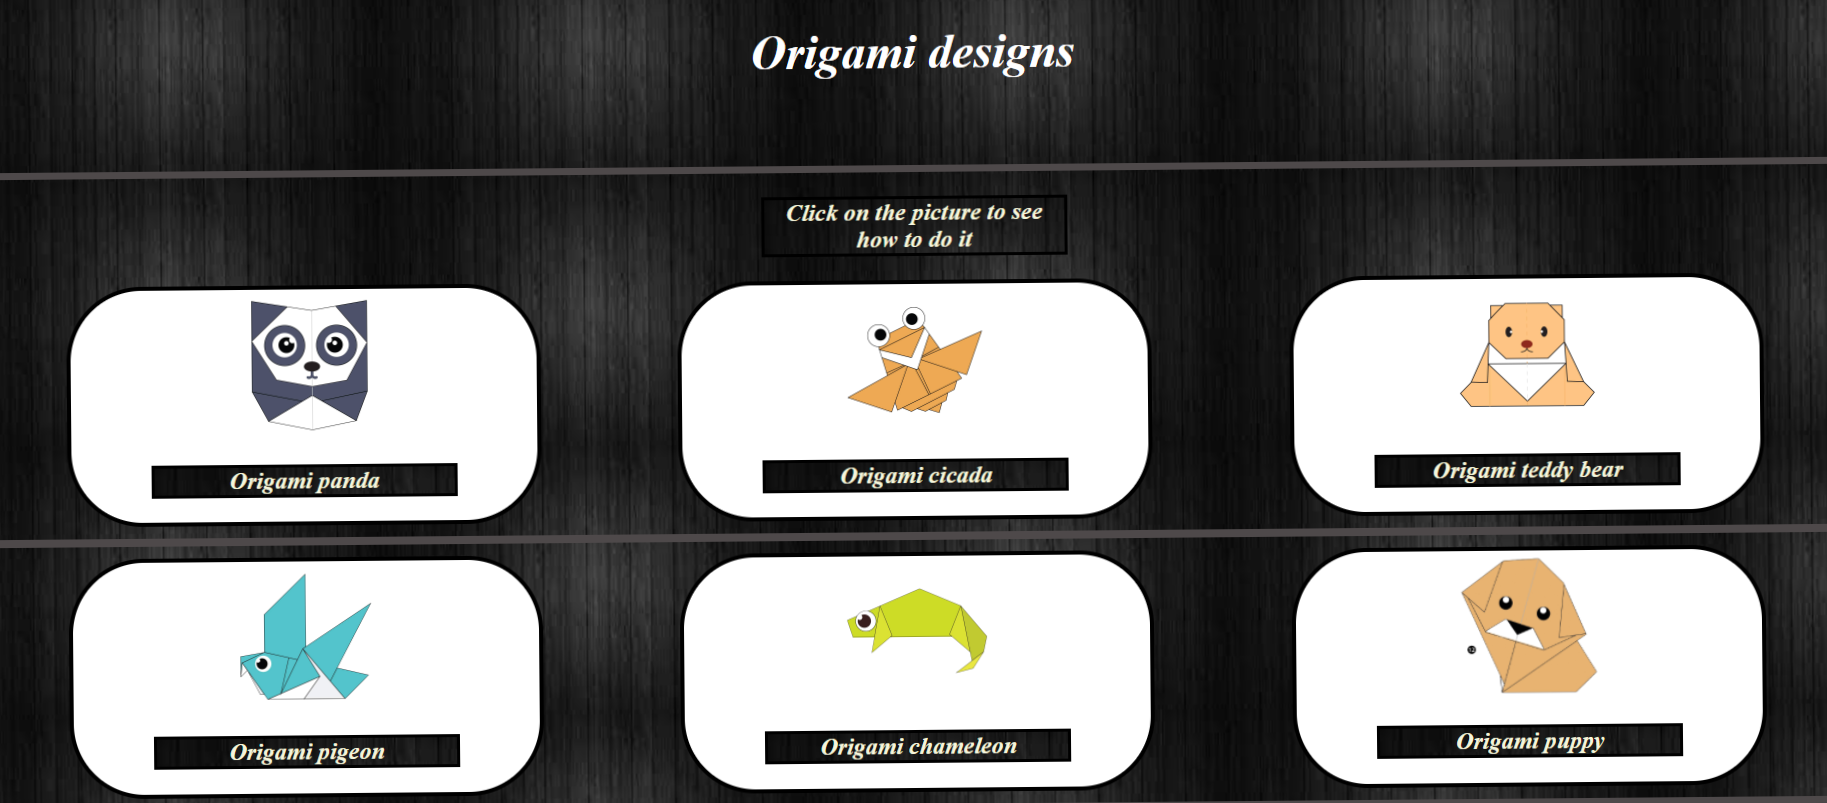 Origami designs
Click on the picture to see
how to do it
Origami panda
Origami cicada
Origami teddy bear
Origami pigeon
Origami chameleon
Origami puppy